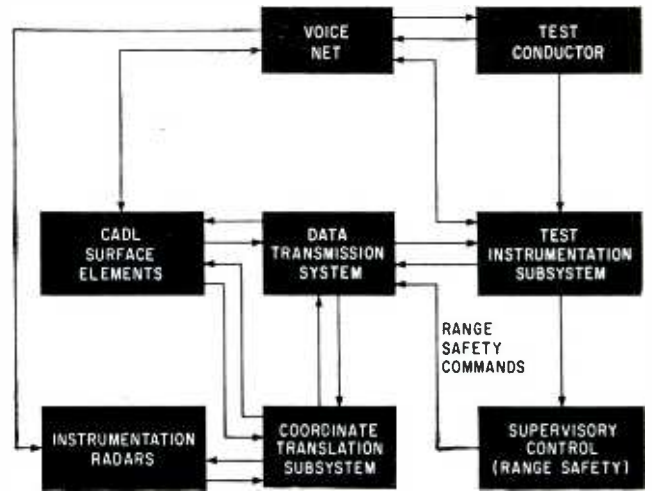 VOICE
NET
TEST
CONDUCTOR
CADL
SURFACE
ELEMENTS
DATA
TRANSMISSION
SYSTEM
TEST
INSTRUMENTATION
SUBSYSTEM
RANGE
SAFETY
COMMANDS
INSTRUMENTATION
RADARS
COORDINATE
TRANSLATION
SUBSYSTEM
SUPERVISORY
CONTROL
(RANGE SAFETY)